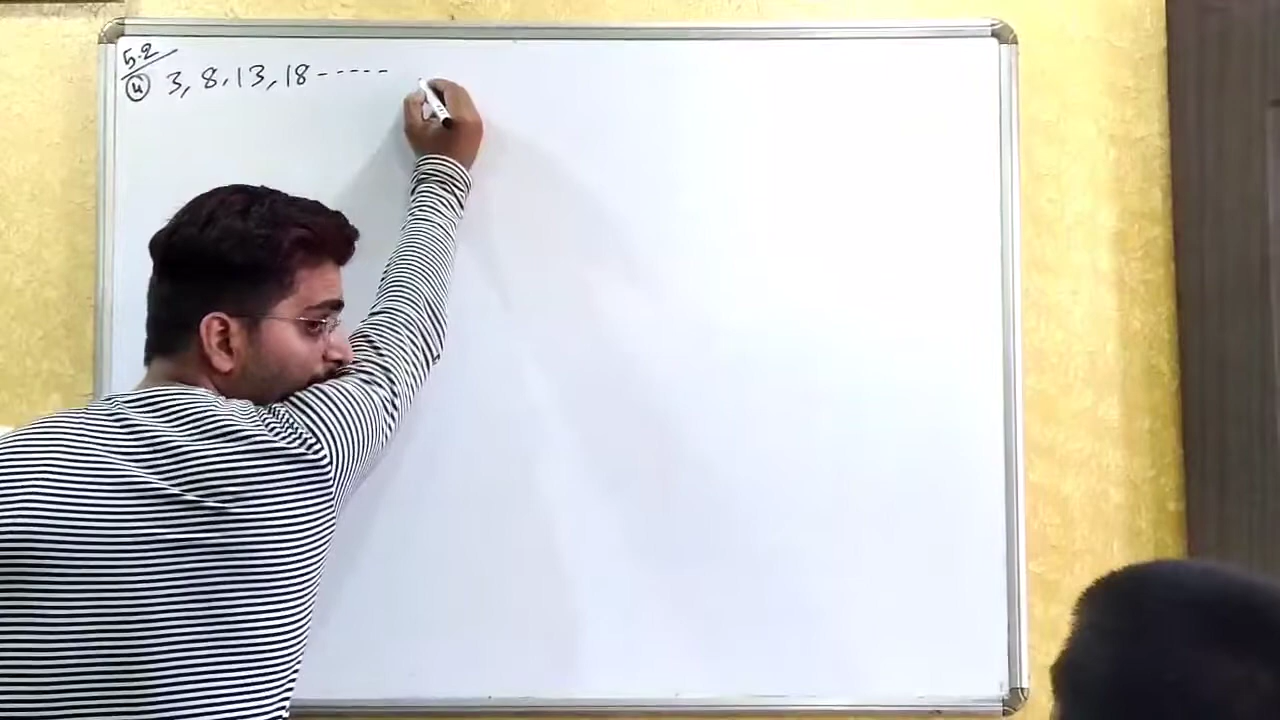 5.2
④ 3, 8, 13, 18 -----